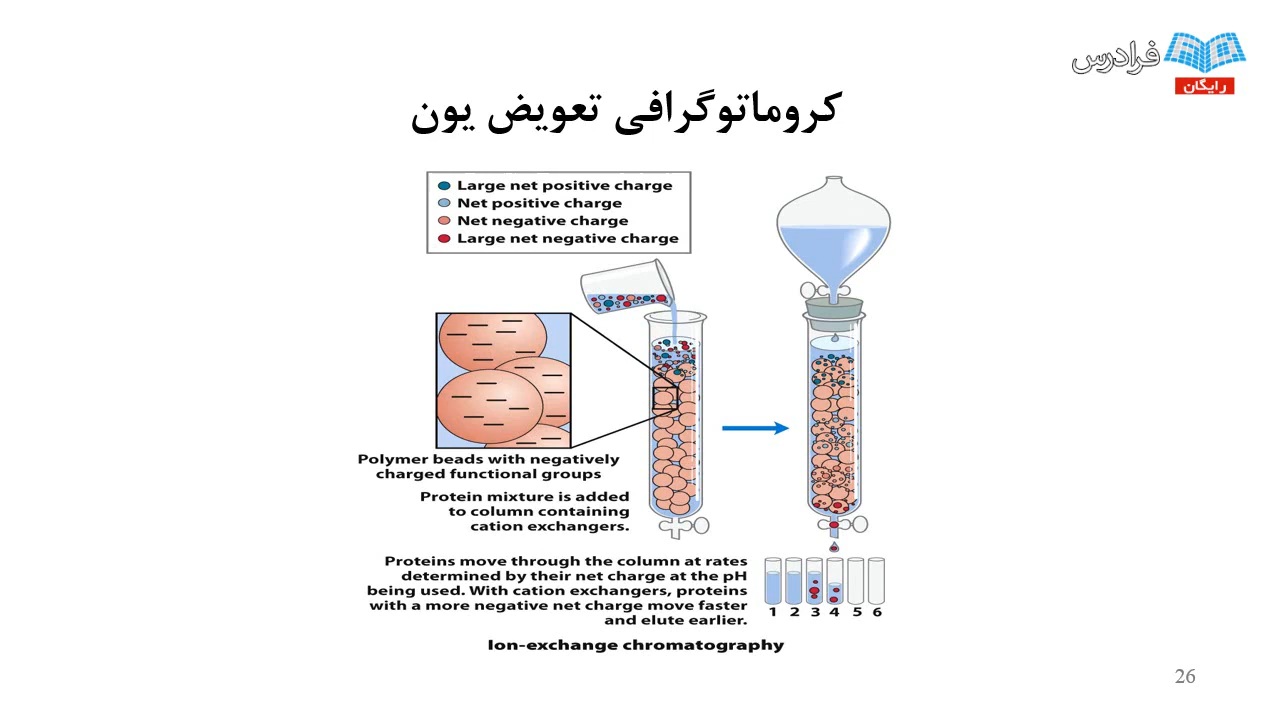 فرادرس
رایگان
کروماتوگرافی تعویض یون
Large net positive charge
Net positive charge
Net negative charge
Large net negative charge
Polymer beads with negatively
charged functional groups
Protein mixture is added
to column containing
cation exchangers.
Proteins move through the column at rates
determined by their net charge at the pH
being used. With cation exchangers, proteins
with a more negative net charge move faster
and elute earlier.
1 2 3 4 5 6
Ion-exchange chromatography
26